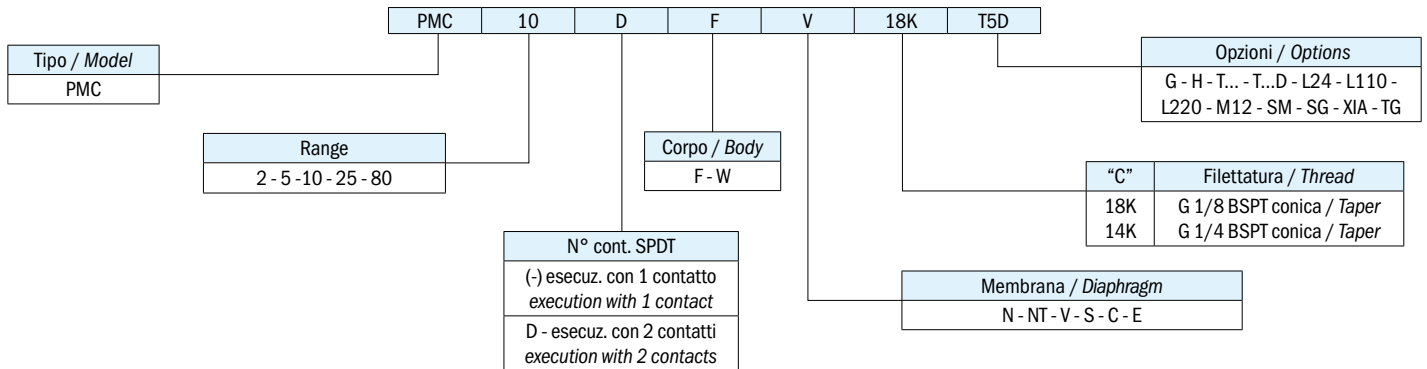 PMC 10 D F V 18K T5D
Tipo / Model
PMC
Opzioni / Options
G - H - T... - T...D - L24 - L110 -
L220 - M12 - SM - SG - XIA - TG
Range
2 - 5 -10 - 25 - 80
Corpo / Body
F - W
"C" Filettatura / Thread
18K G 1/8 BSPT conica / Taper
14K G 1/4 BSPT conica / Taper
N° cont. SPDT
(-) esecuz. con 1 contatto
execution with 1 contact
D - esecuz. con 2 contatti
execution with 2 contacts
Membrana / Diaphragm
N - NT - V - S - C - E